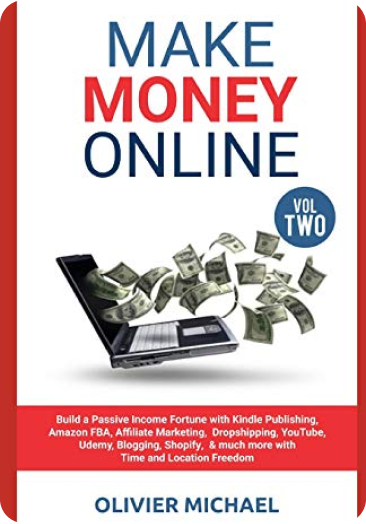 MAKE
MONEY
ONLINE
VOL
TWO
Build a Passive Income Fortune with Kindle Publishing,
Amazon FBA, Affiliate Marketing, Dropshipping, YouTube,
Udemy, Blogging, Shopify, & much more with
Time and Location Freedom
OLIVIER MICHAEL